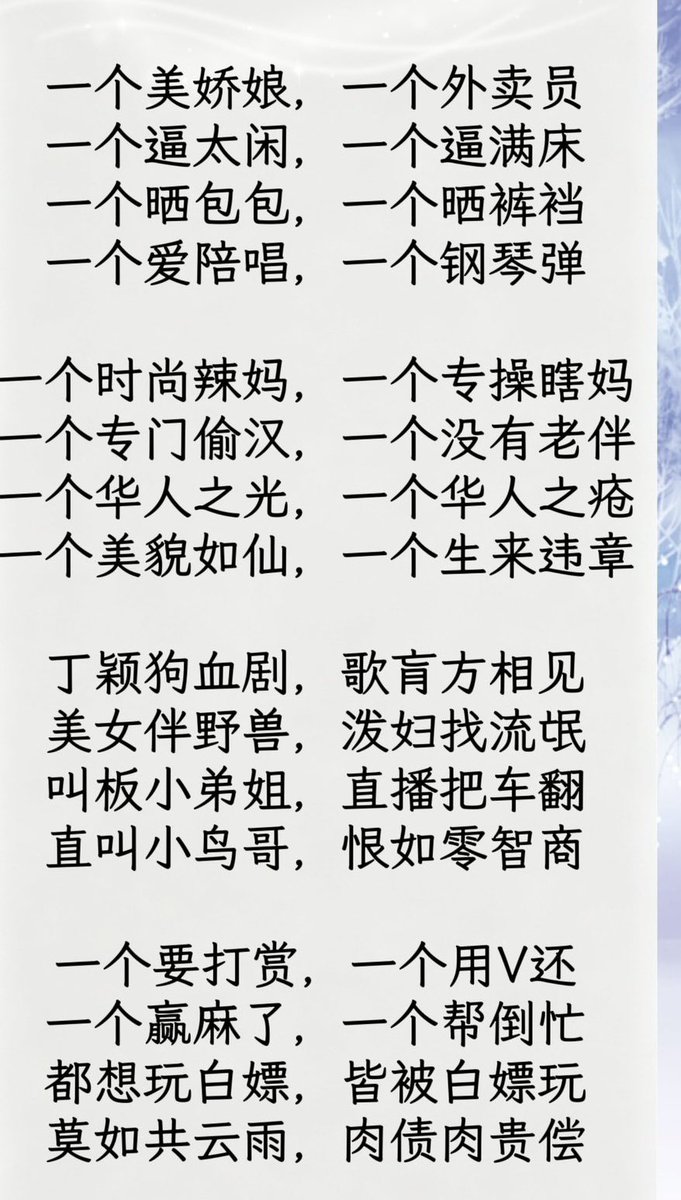 一个美娇娘，一个外卖员
一个逼太闲，一个逼满床
一个晒包包，一个晒裤裆
一个爱陪唱，一个钢琴弹
一个时尚辣妈，一个专操瞎妈
一个专门偷汉，一个没有老伴
一个华人之光，一个华人之疮
一个美貌如仙，一个生来违章
丁颖狗血剧，歌肓方相见
美女伴野兽，泼妇找流氓
叫板小弟姐，直播把车翻
直叫小鸟哥，恨如零智商
一个要打赏，一个用V还
一个赢麻了，一个帮倒忙
都想玩白嫖，皆被白嫖玩
莫如共云雨，肉债肉贵偿